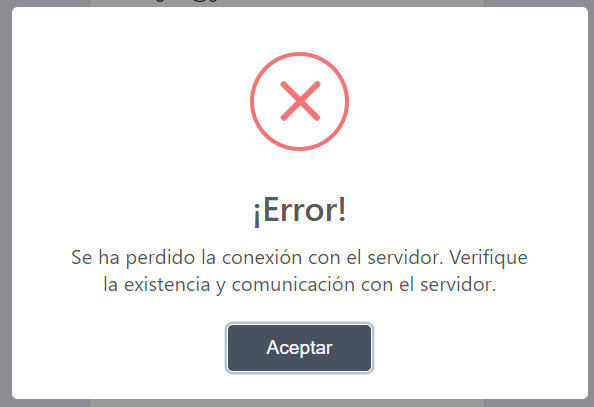 ¡Error!
Se ha perdido la conexión con el servidor. Verifique
la existencia y comunicación con el servidor.
Aceptar